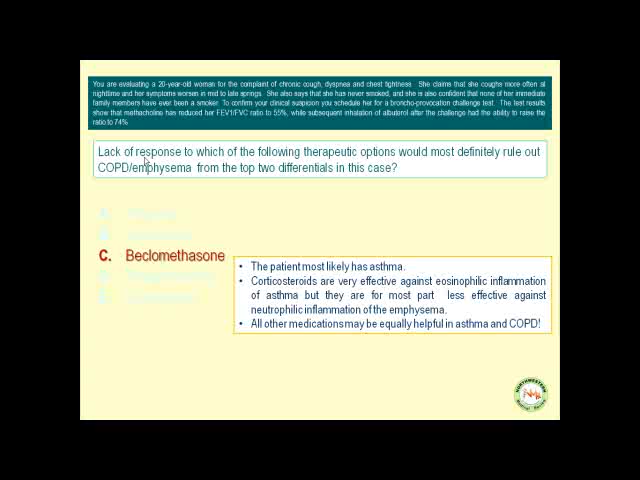 You are evaluating a 20-year-old woman for the complaint of chronic cough, dyspnea and chest tightness. She claims that she coughs more often at
nighttime and her symptoms worsen in mid to late springs. She also says that she has never smoked, and she is also confident that none of her immediate
family members have ever been a smoker. To confirm your clinical suspicion you schedule her for a broncho-provocation challenge test. The test results
show that methacholine has reduced her FEV1/FVC ratio to 55%, while subsequent inhalation of albuterol after the challenge had the ability to raise the
ratio to 74%
Lack of response to which of the following therapeutic options would most definitely rule out
COPD/emphysema from the top two differentials in this case?
A.
B.
C. Beclomethasone
• The patient most likely has asthma.
• Corticosteroids are very effective against eosinophilic inflammation
of asthma but they are for most part less effective against
neutrophilic inflammation of the emphysema.
• All other medications may be equally helpful in asthma and COPD!